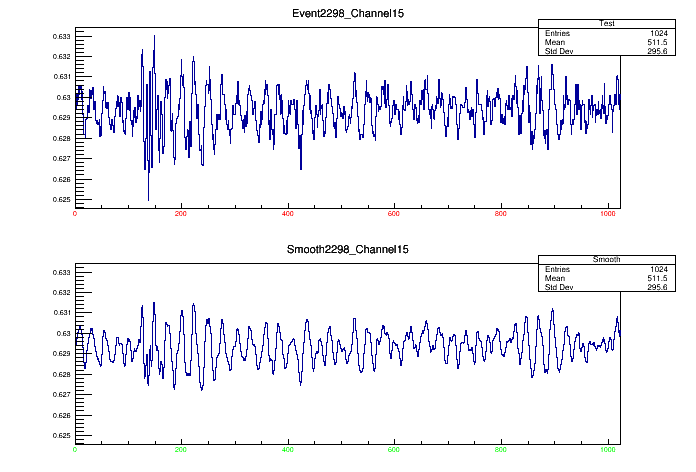 Event2298_Channel15
Test
Entries 1024
Mean 511.5
Std Dev 295.6
0.633
0.632
0.631
0.63
0.629
0.628
0.627
0.626
0.625
0 200 400 600 800 1000
Smooth2298_Channel15
Smooth
Entries 1024
Mean 511.5
Std Dev 295.6
0.633
0.632
0.631
0.63
0.629
0.628
0.627
0.626
0.625
0 200 400 600 800 1000